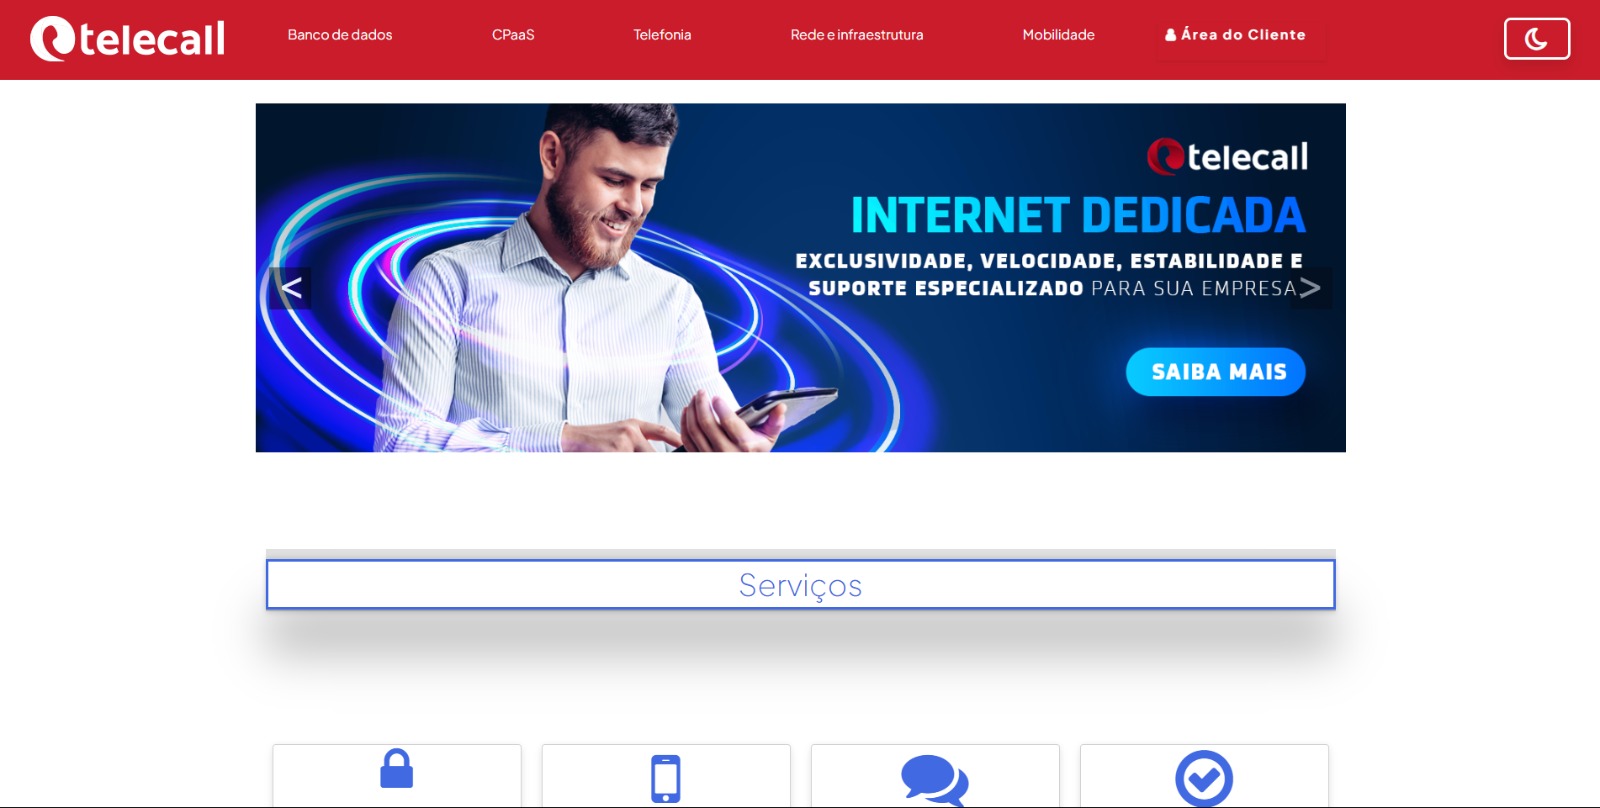 telecall
Banco de dados
CPaaS
Telefonia
Rede e infraestrutura
Mobilidade
Área do Cliente
telecall
INTERNET DEDICADA
EXCLUSIVIDADE, VELOCIDADE, ESTABILIDADE E
SUPORTE ESPECIALIZADO PARA SUA EMPRESA
<
>
SAIBA MAIS
Serviços